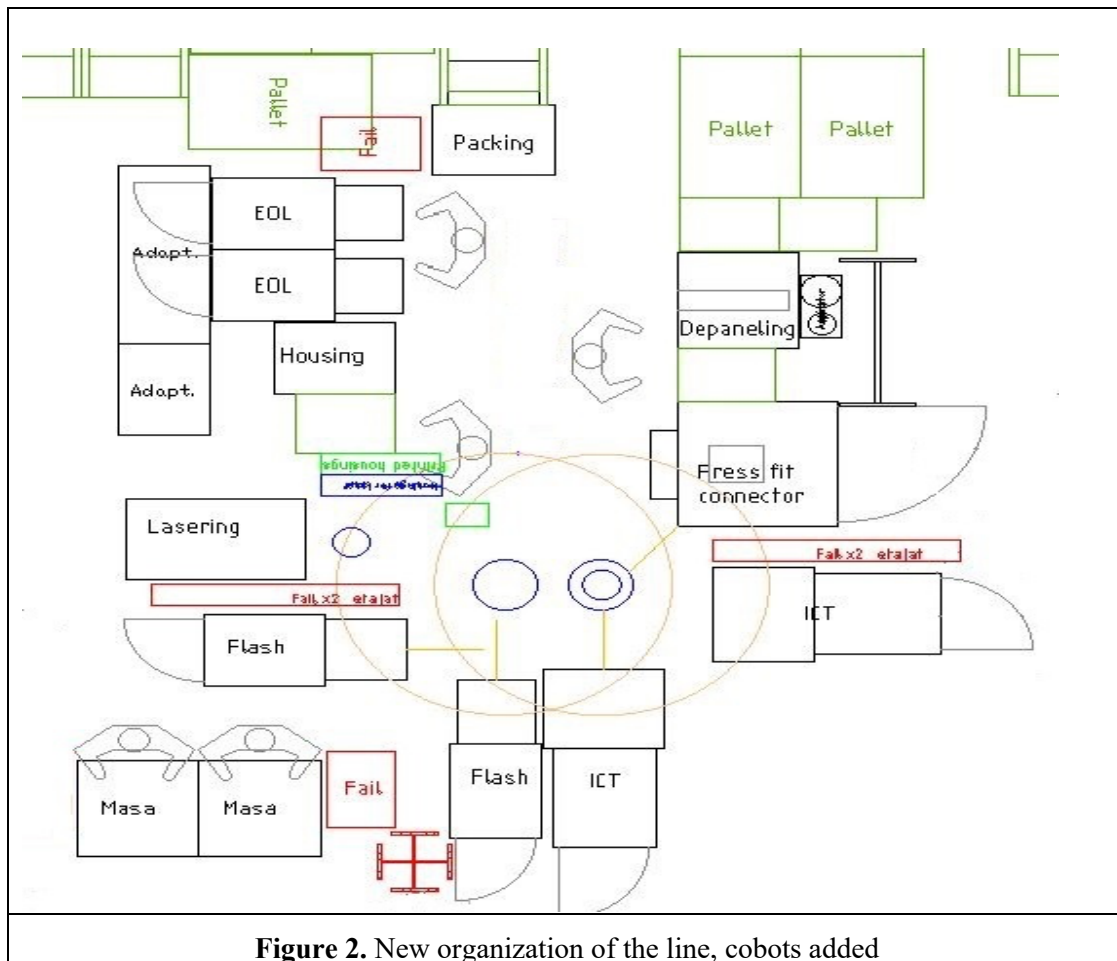 Pallet
Fail
Packing
Pallet
Pallet
EOL
Adapt.
EOL
Adapt.
Housing
Depaneling
Printed housings
Press fit
connector
Lasering
Fail x2 etajat
Fail x2 etajat
ICT
Flash
Masa
Masa
Fail
Flash
ICT
Figure 2. New organization of the line, cobots added